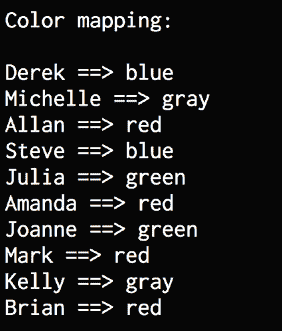 Color mapping:
Derek ==> blue
Michelle ==> gray
Allan ==> red
Steve ==> blue
Julia ==> green
Amanda ==> red
Joanne ==> green
Mark ==> red
Kelly ==> gray
Brian ==> red